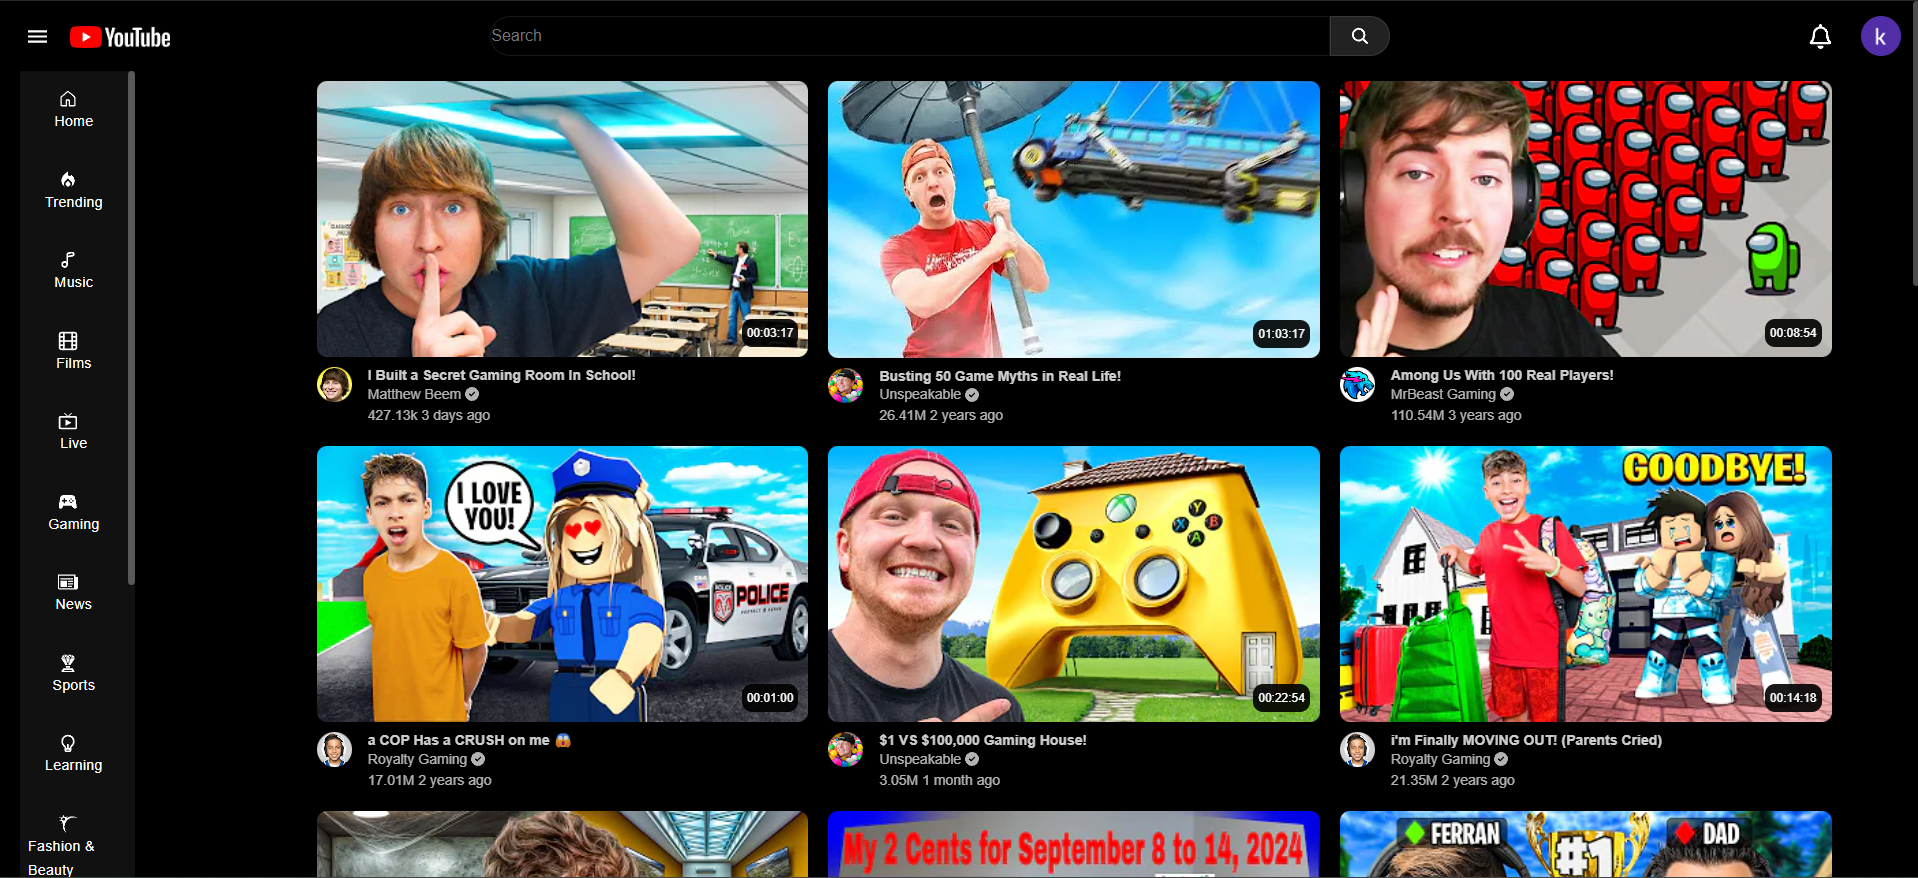 YouTube
Search
k
Home
Trending
Music
Films
Live
Gaming
News
Sports
Learning
Fashion &
Beauty
00:03:17
I Built a Secret Gaming Room In School!
Matthew Beem
427.13k 3 days ago
01:03:17
Busting 50 Game Myths in Real Life!
Unspeakable
26.41M 2 years ago
00:08:54
Among Us With 100 Real Players!
MrBeast Gaming
110.54M 3 years ago
I LOVE
YOU!
POLICE
00:01:00
a COP Has a CRUSH on me 😱
Royalty Gaming
17.01M 2 years ago
Y
X
B
A
00:22:54
$1 VS $100,000 Gaming House!
Unspeakable
3.05M 1 month ago
GOODBYE!
00:14:18
i'm Finally MOVING OUT! (Parents Cried)
Royalty Gaming
21.35M 2 years ago
My 2 Cents for September 8 to 14, 2024
FERRAN
#1
DAD